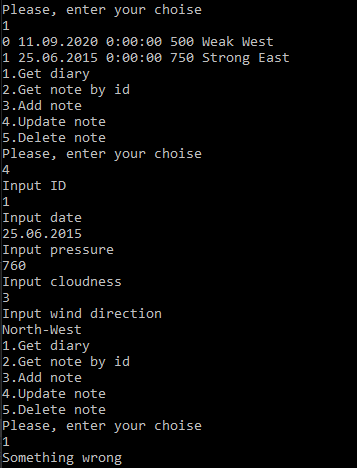 Please, enter your choise
1
0 11.09.2020 0:00:00 500 Weak West
1 25.06.2015 0:00:00 750 Strong East
1.Get diary
2.Get note by id
3.Add note
4.Update note
5.Delete note
Please, enter your choise
4
Input ID
1
Input date
25.06.2015
Input pressure
760
Input cloudness
3
Input wind direction
North-West
1.Get diary
2.Get note by id
3.Add note
4.Update note
5.Delete note
Please, enter your choise
1
Something wrong